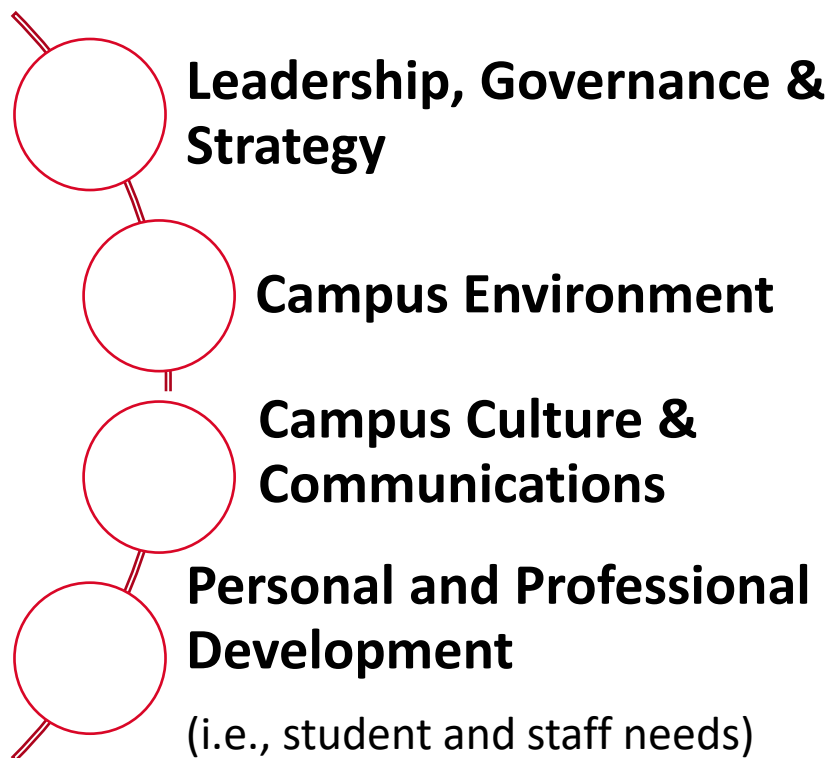 Leadership, Governance &
Strategy
Campus Environment
Campus Culture &
Communications
Personal and Professional
Development
(i.e., student and staff needs)